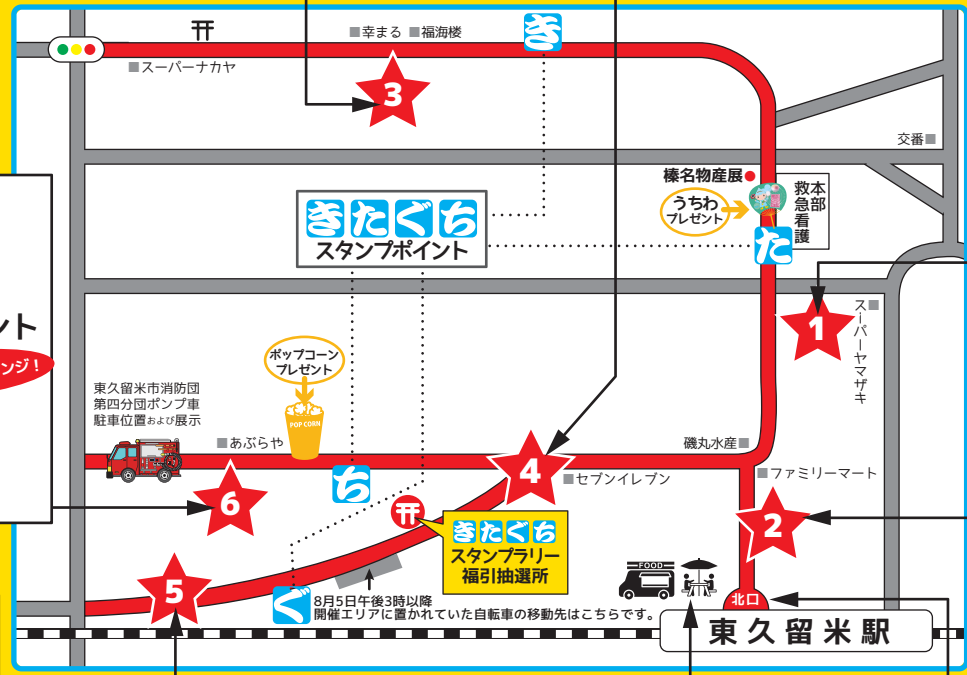 幸まる
福海楼
き
スーパーナカヤ
3
交番
榛名物産展
うちわ
プレゼント
本部
救急看護
きたぐち
スタンプポイント
た
1
スーパーヤマザキ
ント
ンジ！
ポップコーン
プレゼント
POP CORN
東久留米市消防団
第四分団ポンプ車
駐車位置および展示
あぶらや
磯丸水産
4
セブンイレブン
ファミリーマート
ち
6
2
きたぐち
スタンプラリー
福引抽選所
5
FOOD
ぐ
8月5日午後3時以降
開催エリアに置かれていた自転車の移動先はこちらです。
北口
東久留米駅